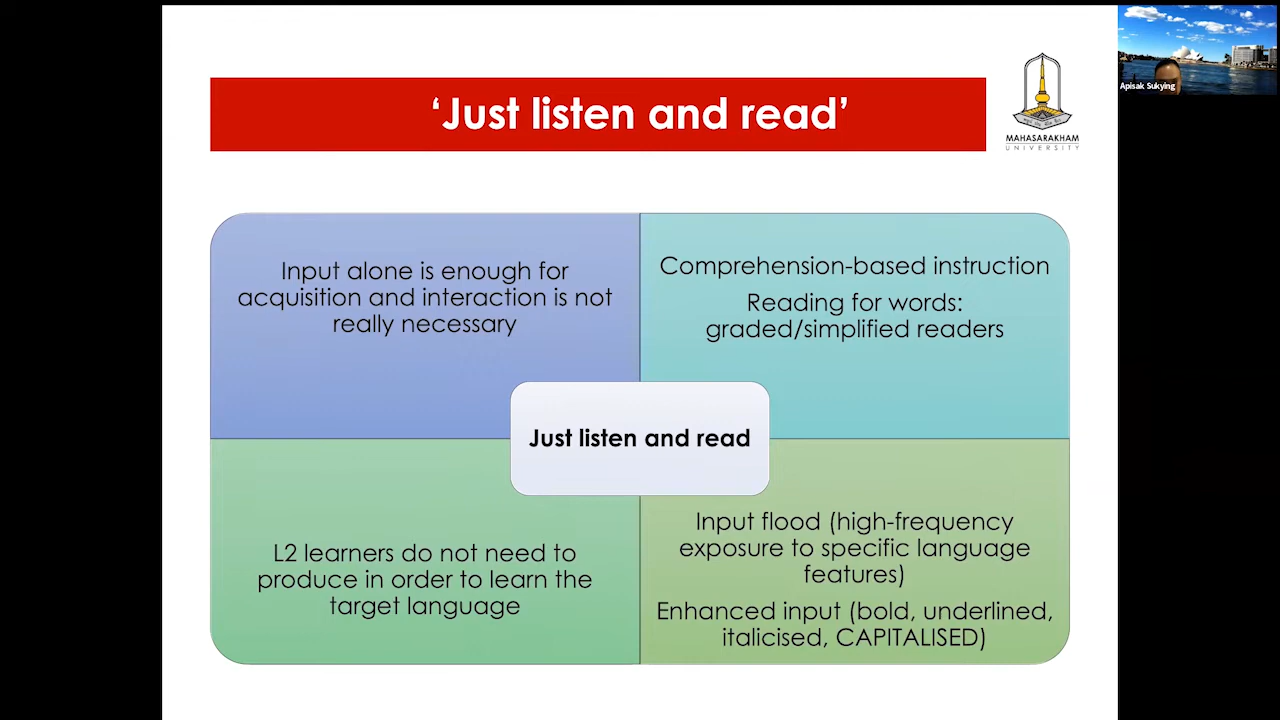 ‘Just listen and read’
MAHASARAKHAM
UNIVERSITY
Apisak Sukying
Input alone is enough for
acquisition and interaction is not
really necessary
Comprehension-based instruction
Reading for words:
graded/simplified readers
Just listen and read
L2 learners do not need to
produce in order to learn the
target language
Input flood (high-frequency
exposure to specific language
features)
Enhanced input (bold, underlined,
italicised, CAPITALISED)